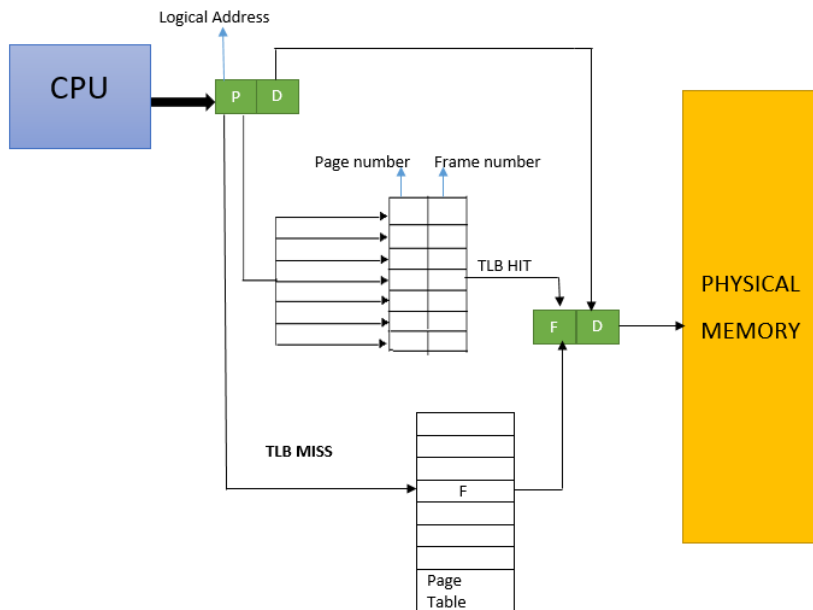 Logical Address
CPU
P D
Page number Frame number
TLB HIT
F D
PHYSICAL
MEMORY
TLB MISS
F
Page
Table